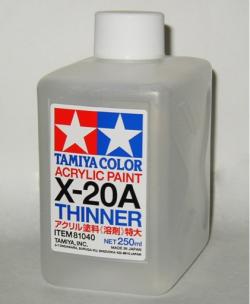 TAMIYA COLOR
ACRYLIC PAINT
X-20A
THINNER
アクリル塗料《溶剤》特大
ITEM 81040 NET 250ml
TAMIYA, INC. MADE IN JAPAN